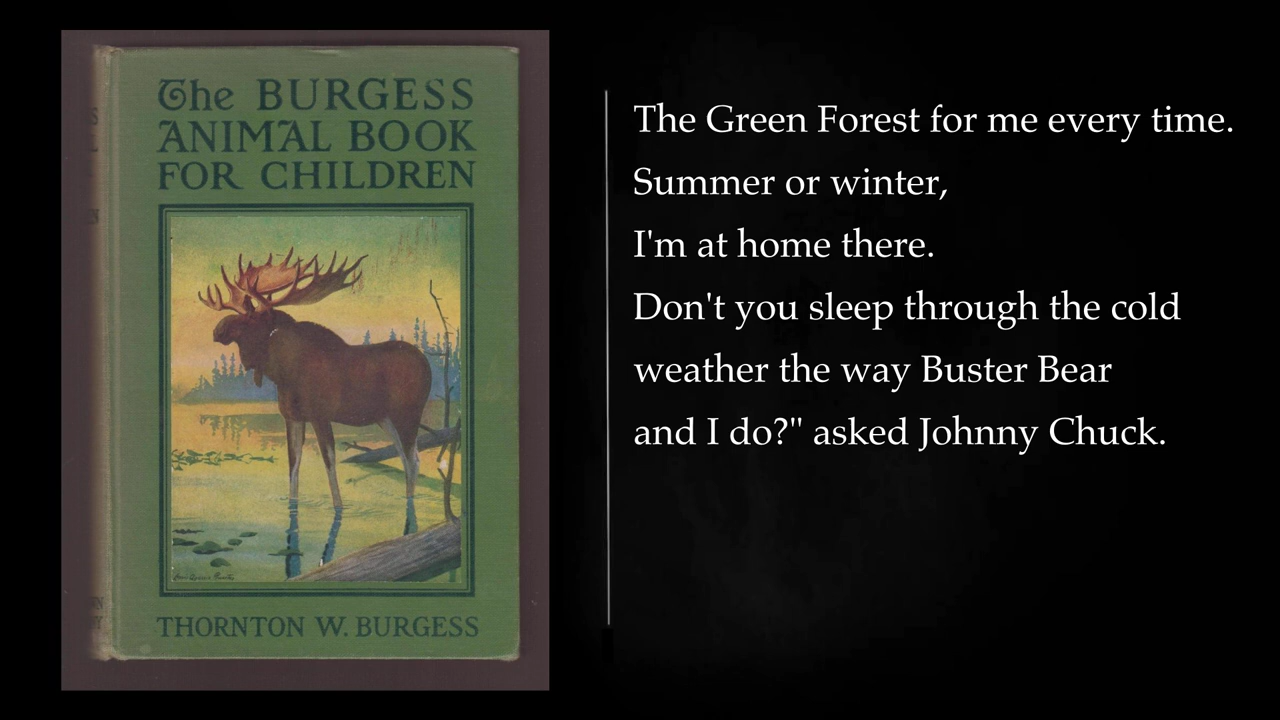 The BURGESS
ANIMAL BOOK
FOR CHILDREN
THORNTON W. BURGESS
The Green Forest for me every time.
Summer or winter,
I'm at home there.
Don't you sleep through the cold
weather the way Buster Bear
and I do?" asked Johnny Chuck.